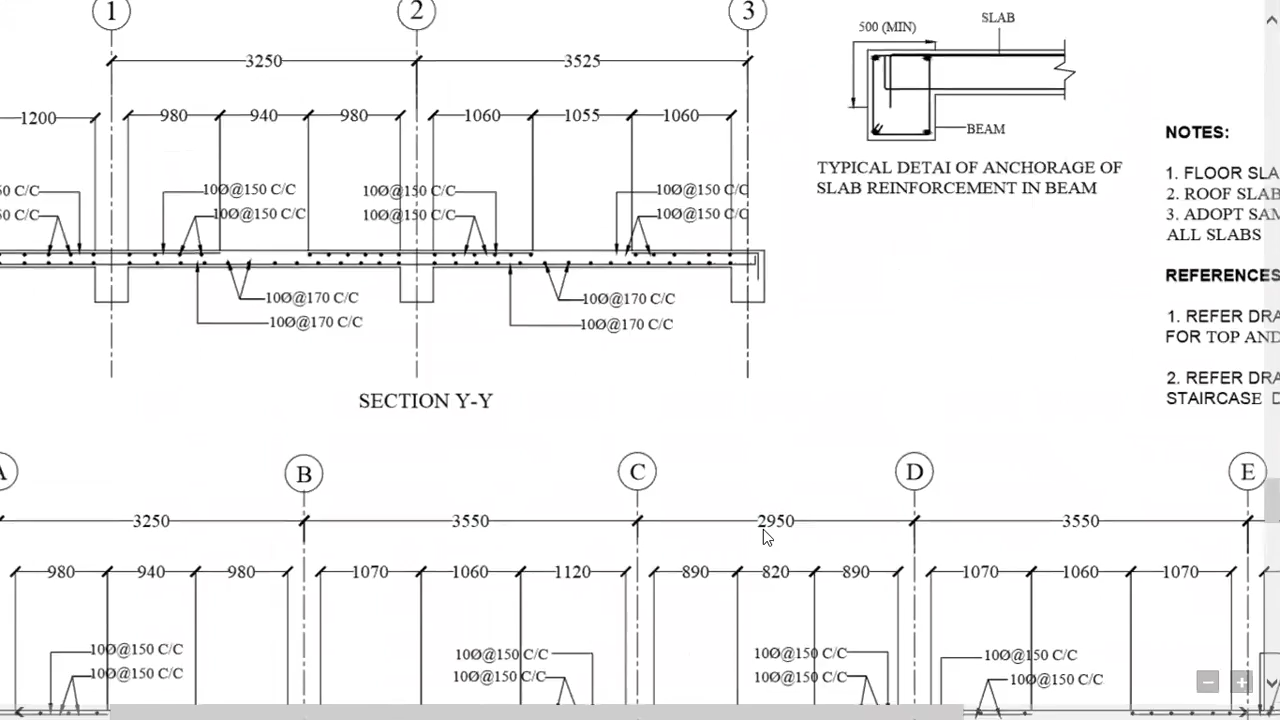 1 2 3
3250 3525
1200 980 940 980 1060 1055 1060
50 C/C 10Ø@150 C/C 10Ø@150 C/C 10Ø@150 C/C
50 C/C 10Ø@150 C/C 10Ø@150 C/C 10Ø@150 C/C
10Ø@170 C/C 10Ø@170 C/C
10Ø@170 C/C 10Ø@170 C/C
SECTION Y-Y
SLAB
500 (MIN)
BEAM
TYPICAL DETAI OF ANCHORAGE OF
SLAB REINFORCEMENT IN BEAM
NOTES:
1. FLOOR SLA
2. ROOF SLAB
3. ADOPT SAM
ALL SLABS
REFERENCES
1. REFER DRA
FOR TOP AND
2. REFER DRA
STAIRCASE D
A B C D E
3250 3550 2950 3550
980 940 980 1070 1060 1120 890 820 890 1070 1060 1070
10Ø@150 C/C 10Ø@150 C/C 10Ø@150 C/C 10Ø@150 C/C
10Ø@150 C/C 10Ø@150 C/C 10Ø@150 C/C 10Ø@150 C/C